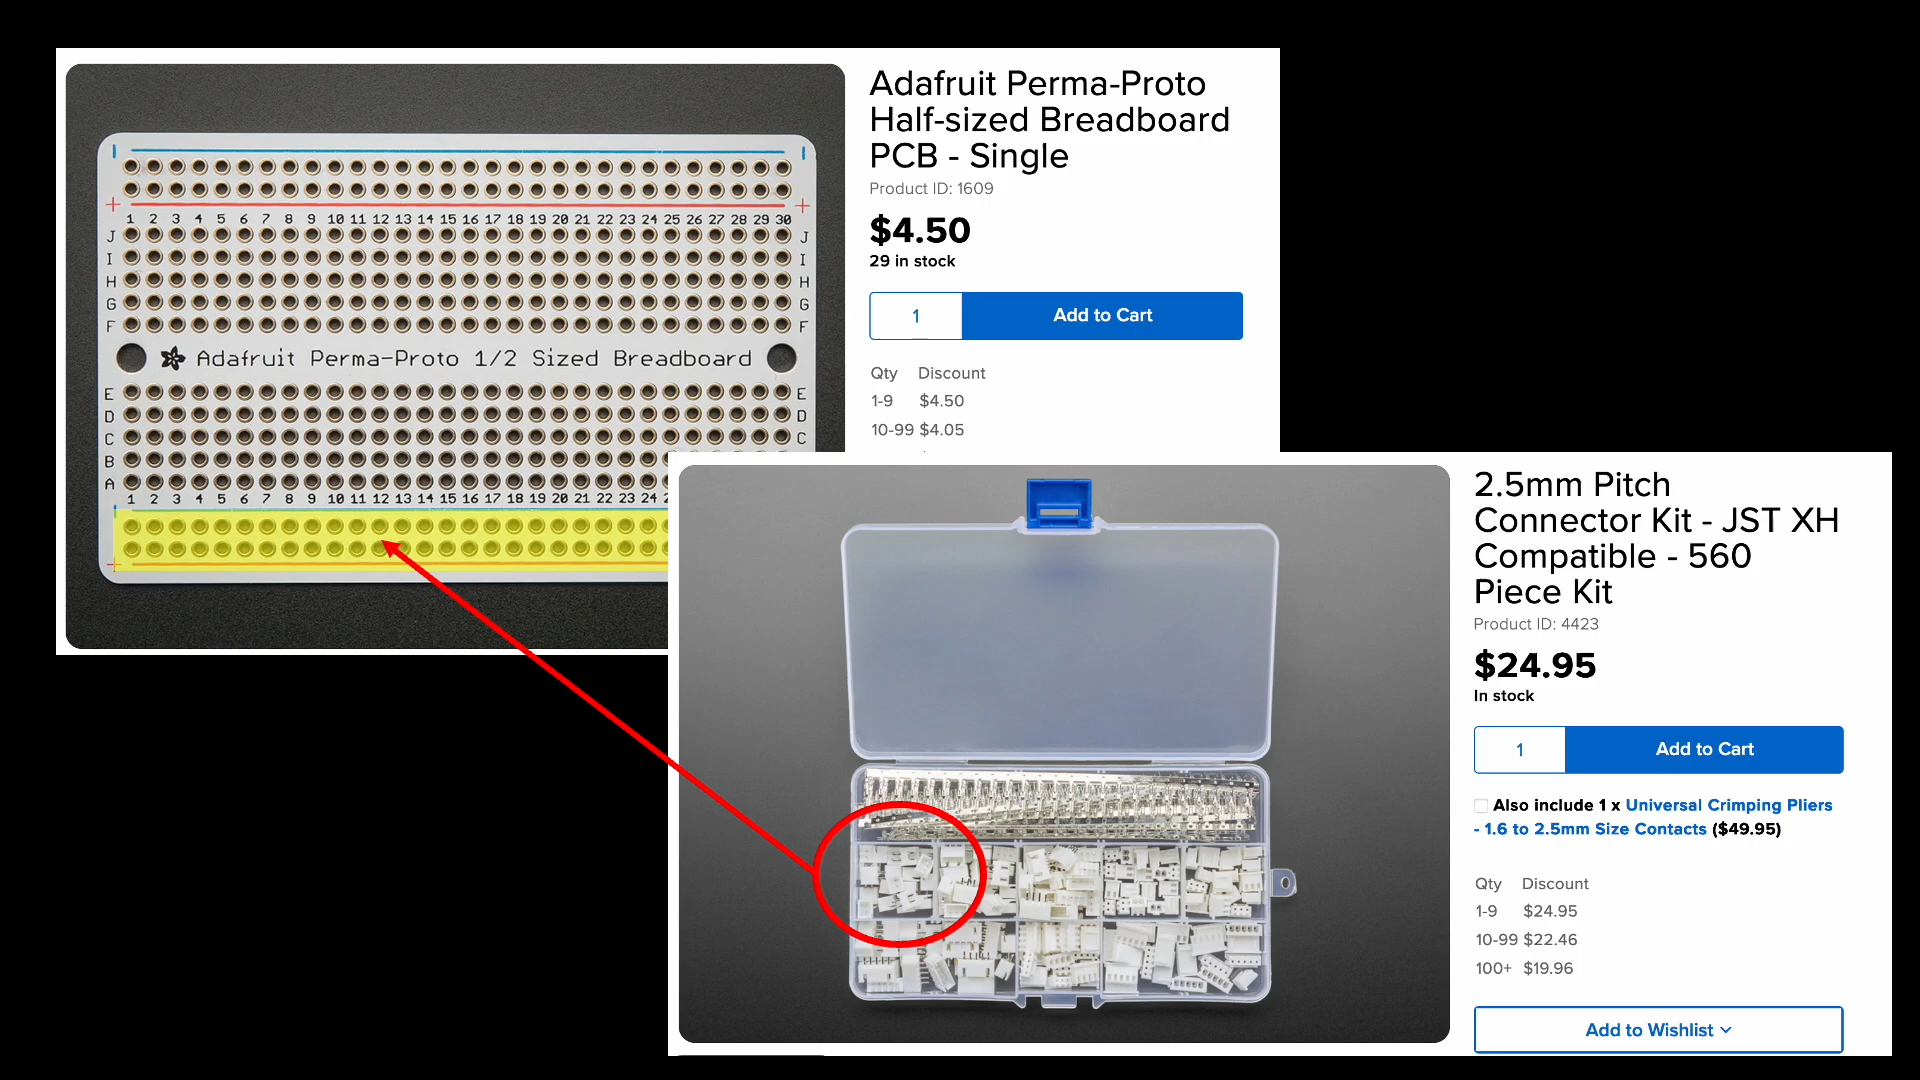 Adafruit Perma-Proto
Half-sized Breadboard
PCB - Single
Product ID: 1609
$4.50
29 in stock
1 Add to Cart
Qty Discount
1-9 $4.50
10-99 $4.05
+ +
1 2 3 4 5 6 7 8 9 10 11 12 13 14 15 16 17 18 19 20 21 22 23 24 25 26 27 28 29 30
J J
I I
H H
G G
F F
Adafruit Perma-Proto 1/2 Sized Breadboard
E E
D D
C C
B
A
1 2 3 4 5 6 7 8 9 10 11 12 13 14 15 16 17 18 19 20 21 22 23 24
+
2.5mm Pitch
Connector Kit - JST XH
Compatible - 560
Piece Kit
Product ID: 4423
$24.95
In stock
1 Add to Cart
Also include 1 x Universal Crimping Pliers
- 1.6 to 2.5mm Size Contacts ($49.95)
Qty Discount
1-9 $24.95
10-99 $22.46
100+ $19.96
Add to Wishlist